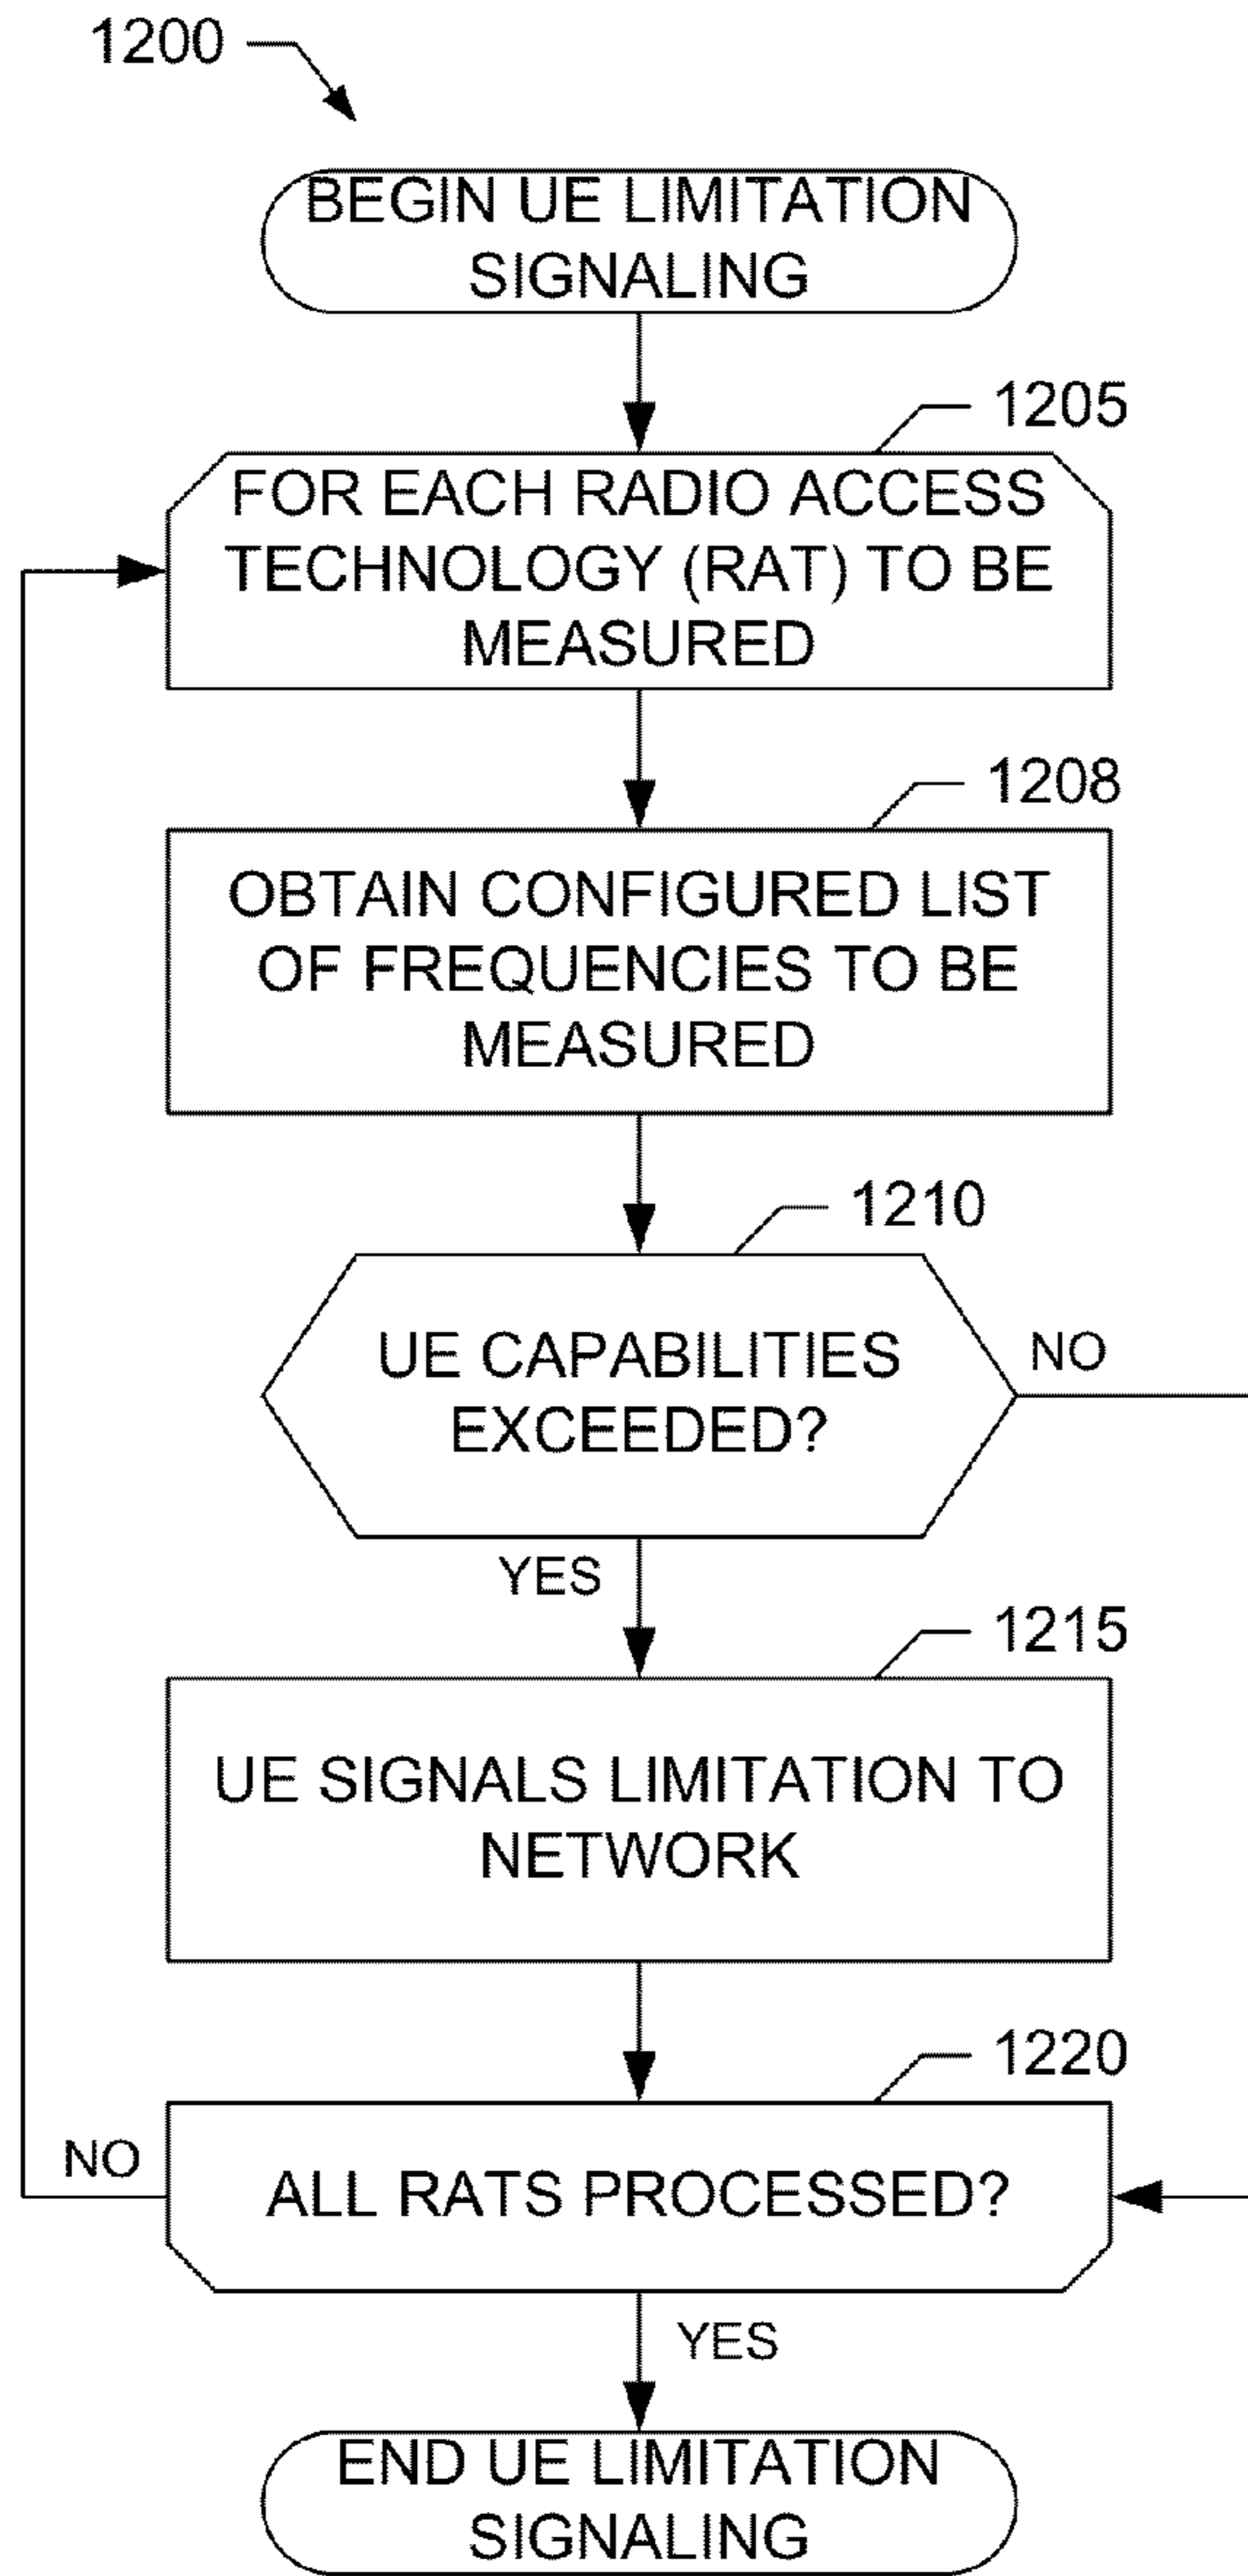 1200
BEGIN UE LIMITATION
SIGNALING
1205
FOR EACH RADIO ACCESS
TECHNOLOGY (RAT) TO BE
MEASURED
1208
OBTAIN CONFIGURED LIST
OF FREQUENCIES TO BE
MEASURED
1210
UE CAPABILITIES
EXCEEDED?
NO
YES
1215
UE SIGNALS LIMITATION TO
NETWORK
1220
NO
ALL RATS PROCESSED?
YES
END UE LIMITATION
SIGNALING